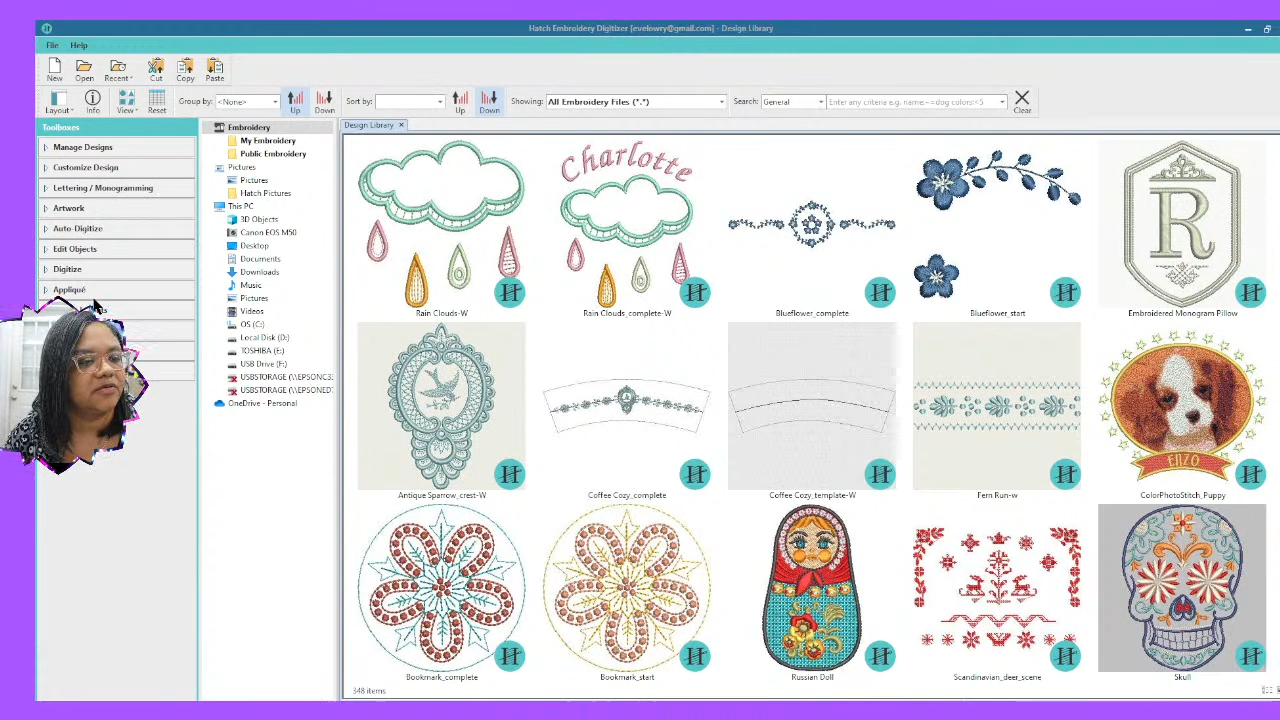 Hatch Embroidery Digitizer [evelowry@gmail.com] - Design Library
File Help
New Open Recent Cut Copy Paste
Layout Info View Reset Group by: <None> Up Down Sort by: Up Down Showing: All Embroidery Files (*.*) Search: General Enter any criteria e.g. name:~=dog colors:<5 Clear
Toolboxes
Manage Designs
Customize Design
Lettering / Monogramming
Artwork
Auto-Digitize
Edit Objects
Digitize
Appliqué
Embroidery
My Embroidery
Public Embroidery
Pictures
Pictures
Hatch Pictures
This PC
3D Objects
Canon EOS M50
Desktop
Documents
Downloads
Music
Pictures
Videos
OS (C:)
Local Disk (D:)
TOSHIBA (E:)
USB Drive (F:)
USBSTORAGE (\\EPSONC3
USBSTORAGE (\\EPSONED
OneDrive - Personal
Design Library
Charlotte
R
Rain Clouds-W Rain Clouds_complete-W Blueflower_complete Blueflower_start Embroidered Monogram Pillow
ENZO
Antique Sparrow_crest-W Coffee Cozy_complete Coffee Cozy_template-W Fern Run-w ColorPhotoStitch_Puppy
Bookmark_complete Bookmark_start Russian Doll Scandinavian_deer_scene Skull
348 items